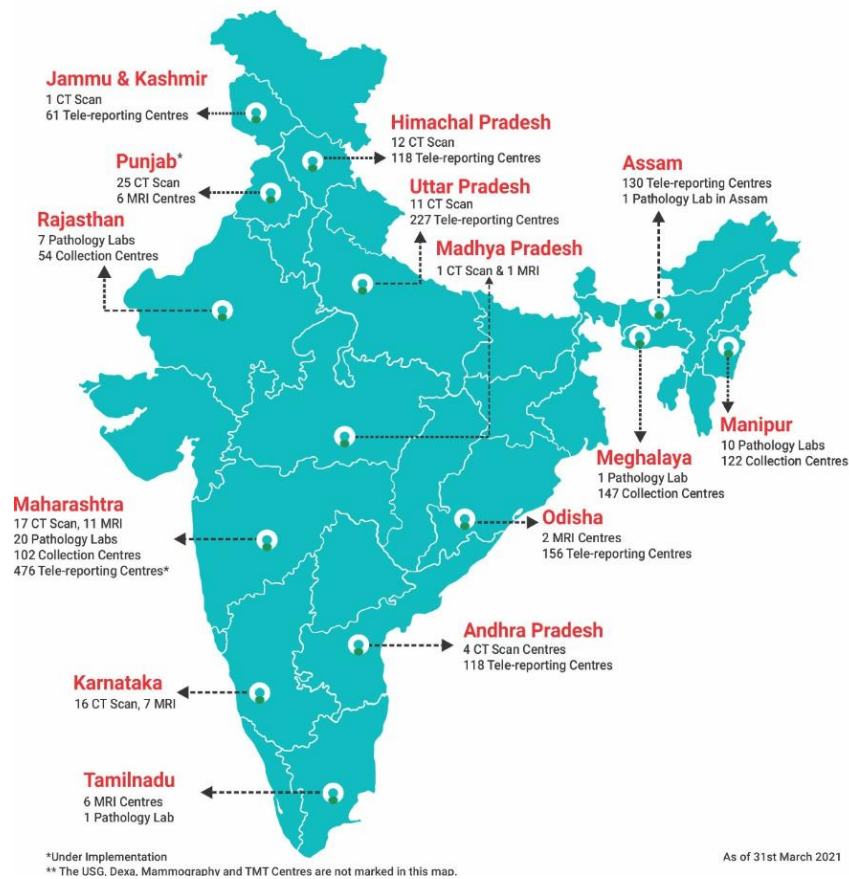 Jammu & Kashmir
1 CT Scan
61 Tele-reporting Centres
Himachal Pradesh
12 CT Scan
118 Tele-reporting Centres
Punjab*
25 CT Scan
6 MRI Centres
Uttar Pradesh
11 CT Scan
227 Tele-reporting Centres
Assam
130 Tele-reporting Centres
1 Pathology Lab in Assam
Rajasthan
7 Pathology Labs
54 Collection Centres
Madhya Pradesh
1 CT Scan & 1 MRI
Manipur
10 Pathology Labs
122 Collection Centres
Meghalaya
1 Pathology Lab
147 Collection Centres
Maharashtra
17 CT Scan, 11 MRI
20 Pathology Labs
102 Collection Centres
476 Tele-reporting Centres*
Odisha
2 MRI Centres
156 Tele-reporting Centres
Andhra Pradesh
4 CT Scan Centres
118 Tele-reporting Centres
Karnataka
16 CT Scan, 7 MRI
Tamilnadu
6 MRI Centres
1 Pathology Lab
*Under Implementation
As of 31st March 2021
** The USG, Dexa, Mammography and TMT Centres are not marked in this map.